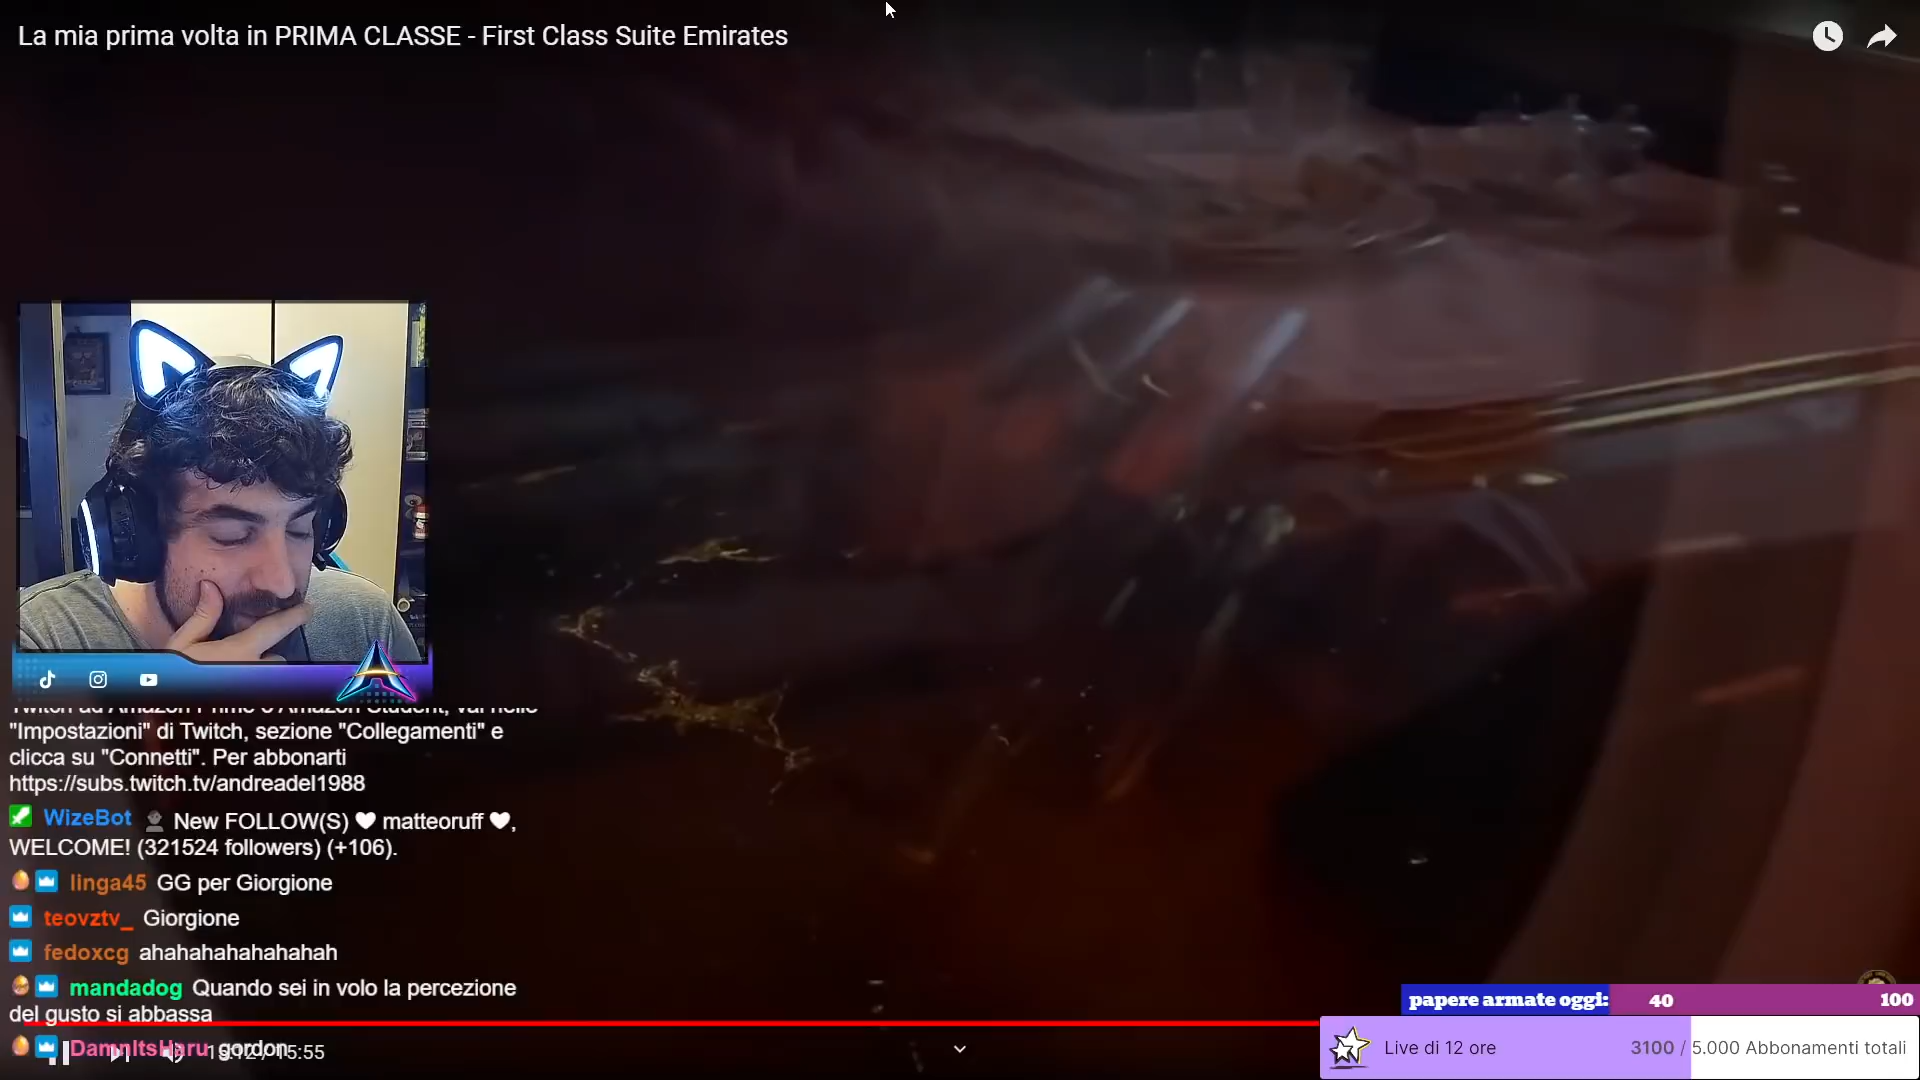 La mia prima volta in PRIMA CLASSE - First Class Suite Emirates
"Impostazioni" di Twitch, sezione "Collegamenti" e
clicca su "Connetti". Per abbonarti
https://subs.twitch.tv/andreadel1988
WizeBot New FOLLOW(S) 🤍 matteoruff 🤍,
WELCOME! (321524 followers) (+106).
linga45 GG per Giorgione
teovztv_ Giorgione
fedoxcg ahahahahahahahah
mandadog Quando sei in volo la percezione
del gusto si abbassa
DamnItsHaru gordon
15:55
papere armate oggi: 40 100
Live di 12 ore 3100 / 5.000 Abbonamenti totali